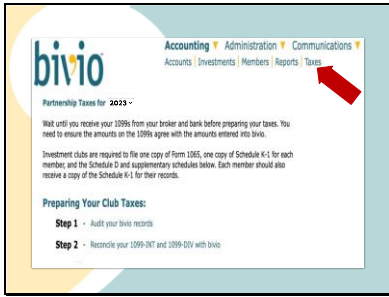 bivio
Accounting ▼ Administration ▼ Communications ▼
Accounts | Investments | Members | Reports | Taxes
Partnership Taxes for 2023
Wait until you receive your 1099s from your broker and bank before preparing your taxes. You
need to ensure the amounts on the 1099s agree with the amounts entered into bivio.
Investment clubs are required to file one copy of Form 1065, one copy of Schedule K-1 for each
member, and the Schedule D and supplementary schedules below. Each member should also
receive a copy of the Schedule K-1 for their records.
Preparing Your Club Taxes:
Step 1 - Audit your bivio records
Step 2 - Reconcile your 1099-INT and 1099-DIV with bivio